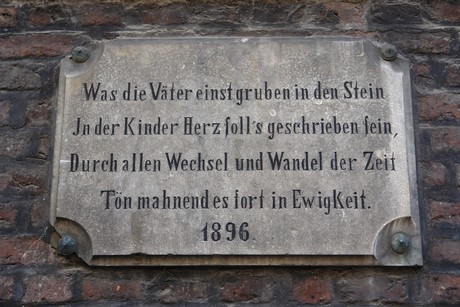 Was die Väter einst gruben in den Stein
In der Kinder Herz soll's geschrieben sein,
Durch allen Wechsel und Wandel der Zeit
Tön mahnend es fort in Ewigkeit.
1896.